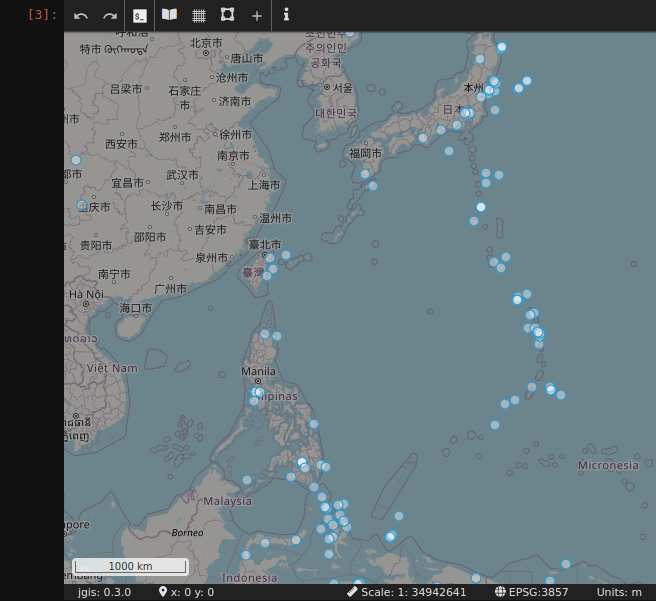 [3]:
北京市
特市
唐山市
조선민주
주의인민
공화국
沧州市
吕梁市
石家庄
市
서울
本州
济南市
대한민국
日本
徐州市
郑州市
西安市
南京市
福岡市
武汉市
宜昌市
上海市
都市
重庆市
长沙市
南昌市
温州市
吉安市
邵阳市
贵阳市
臺北市
泉州市
臺灣
南宁市
广州市
Hà Nội
海口市
Việt Nam
Manila
Micronesia
Malaysia
Borneo
1000 km
Indonesia
jgis: 0.3.0
x: 0 y: 0
Scale: 1: 34942641
EPSG:3857
Units: m